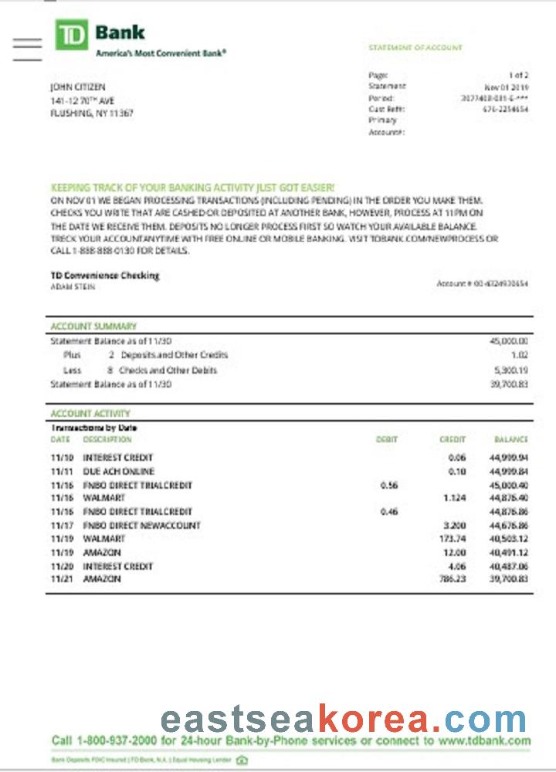 TD Bank
America's Most Convenient Bank®
STATEMENT OF ACCOUNT
JOHN CITIZEN
141-12 70TH AVE
FLUSHING, NY 11367
Page: 1 of 2
Statement Nov 01 2019
Period:
Cust Ref#: 676-2254654
Primary
Account#:
KEEPING TRACK OF YOUR BANKING ACTIVITY JUST GOT EASIER!
ON NOV 01 WE BEGAN PROCESSING TRANSACTIONS (INCLUDING PENDING) IN THE ORDER YOU MAKE THEM.
CHECKS YOU WRITE THAT ARE CASHED OR DEPOSITED AT ANOTHER BANK, HOWEVER, PROCESS AT 11PM ON
THE DATE WE RECEIVE THEM. DEPOSITS NO LONGER PROCESS FIRST SO WATCH YOUR AVAILABLE BALANCE.
TRECK YOUR ACCOUNTANYTIME WITH FREE ONLINE OR MOBILE BANKING. VISIT TDBANK.COM/NEWPROCESS OR
CALL 1-888-888-0130 FOR DETAILS.
TD Convenience Checking
ADAM STEIN
Account #
ACCOUNT SUMMARY
Statement Balance as of 11/30 45,000.00
Plus 2 Deposits and Other Credits 1.02
Less 8 Checks and Other Debits 5,300.19
Statement Balance as of 11/30 39,700.83
ACCOUNT ACTIVITY
Transactions by Date
DATE DESCRIPTION DEBIT CREDIT BALANCE
11/10 INTEREST CREDIT 0.06 44,999.94
11/11 DUE ACH ONLINE 0.10 44,999.84
11/16 FNBO DIRECT TRIALCREDIT 0.56 45,000.40
11/16 WALMART 1.124 44,876.40
11/16 FNBO DIRECT TRIALCREDIT 0.46 44,876.86
11/17 FNBO DIRECT NEWACCOUNT 3.200 44,676.86
11/19 WALMART 173.74 40,503.12
11/19 AMAZON 12.00 40,491.12
11/20 INTEREST CREDIT 4.06 40,487.06
11/21 AMAZON 786.23 39,700.83
eastseakorea.com
Call 1-800-937-2000 for 24-hour Bank-by-Phone services or connect to www.tdbank.com
Bank Deposits FDIC Insured | TD Bank, N.A. | Equal Housing Lender